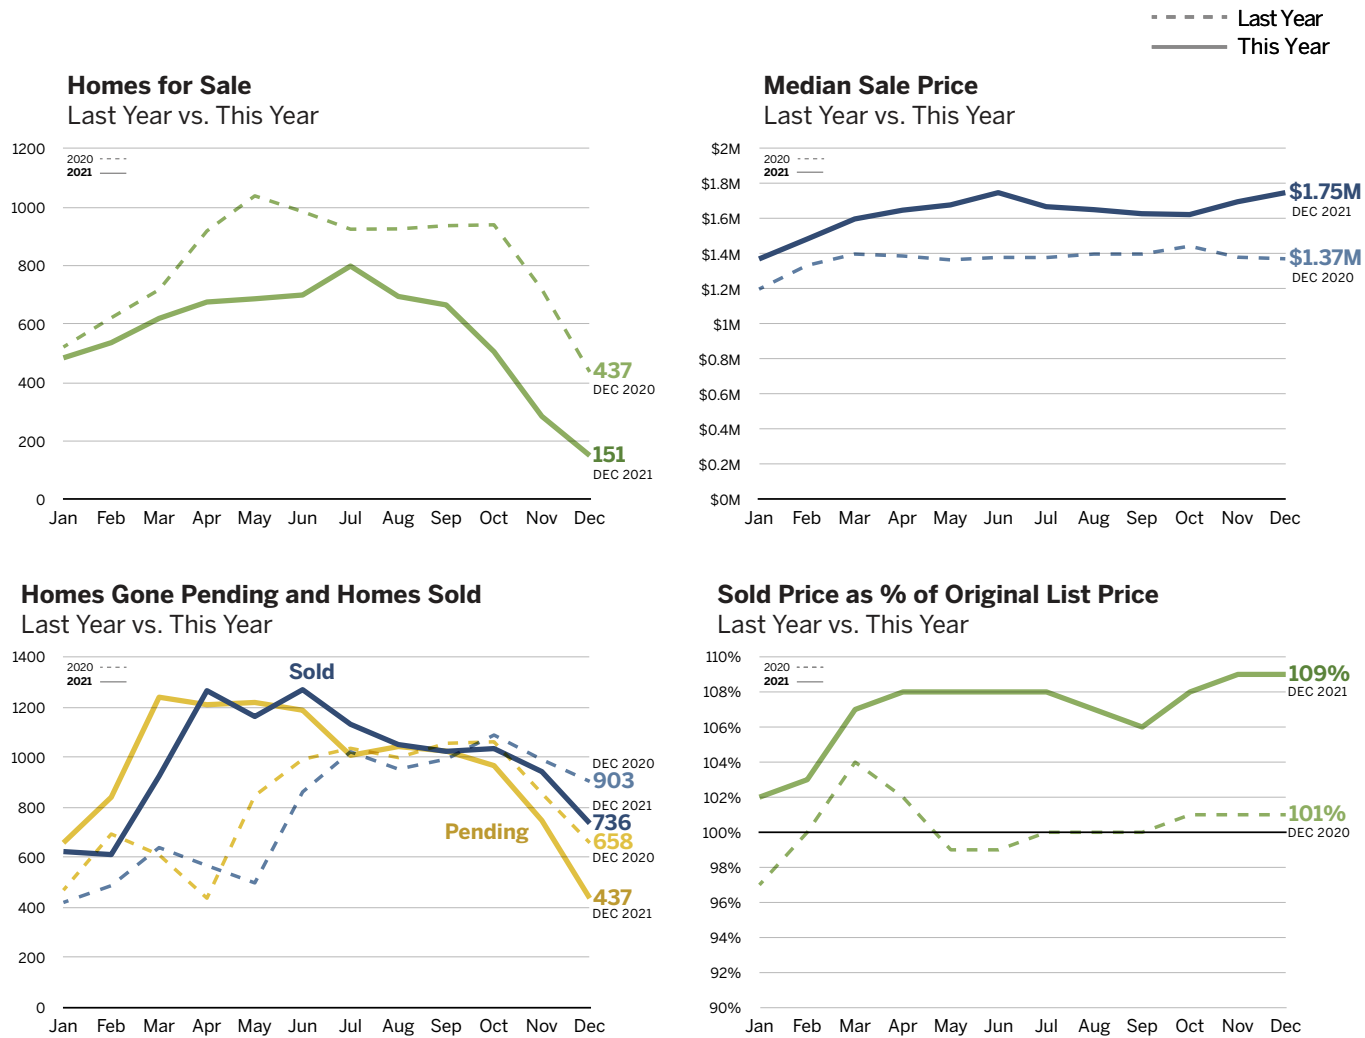 Last Year
This Year
Homes for Sale
Last Year vs. This Year
2020
2021
1200
1000
800
600
400
200
0
437
DEC 2020
151
DEC 2021
Jan Feb Mar Apr May Jun Jul Aug Sep Oct Nov Dec
Median Sale Price
Last Year vs. This Year
2020
2021
$2M
$1.8M
$1.6M
$1.4M
$1.2M
$1M
$0.8M
$0.6M
$0.4M
$0.2M
$0M
$1.75M
DEC 2021
$1.37M
DEC 2020
Jan Feb Mar Apr May Jun Jul Aug Sep Oct Nov Dec
Homes Gone Pending and Homes Sold
Last Year vs. This Year
2020
2021
1400
1200
1000
800
600
400
200
0
Sold
Pending
DEC 2020
903
DEC 2021
736
658
DEC 2020
437
DEC 2021
Jan Feb Mar Apr May Jun Jul Aug Sep Oct Nov Dec
Sold Price as % of Original List Price
Last Year vs. This Year
2020
2021
110%
108%
106%
104%
102%
100%
98%
96%
94%
92%
90%
109%
DEC 2021
101%
DEC 2020
Jan Feb Mar Apr May Jun Jul Aug Sep Oct Nov Dec